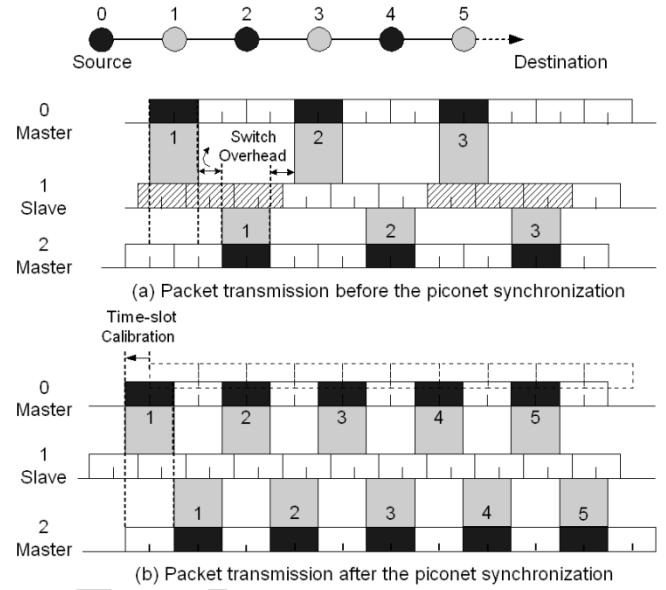 0 1 2 3 4 5
Source Destination
0
Master
1 2 3
Switch
Overhead
1
Slave
1 2 3
2
Master
(a) Packet transmission before the piconet synchronization
Time-slot
Calibration
0
Master
1 2 3 4 5
1
Slave
1 2 3 4 5
2
Master
(b) Packet transmission after the piconet synchronization